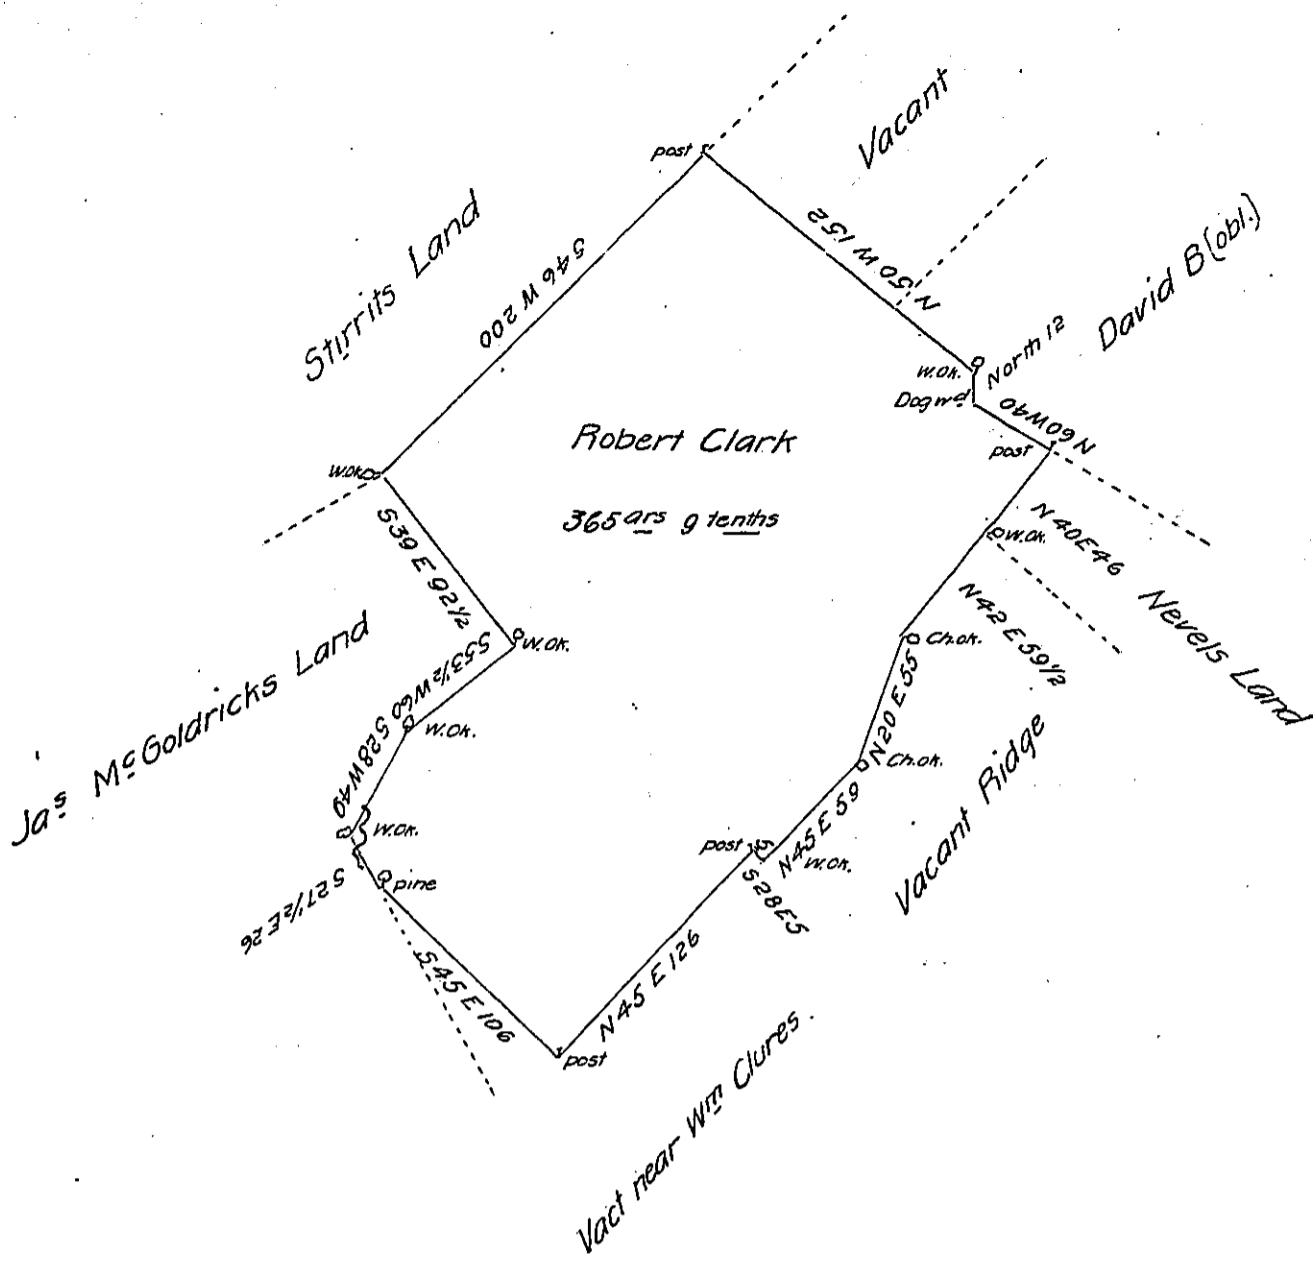 post
Vacant
N 50 W 152
Stirrits Land
S 46 W 200
David B (obl.)
North 12
W.OK.
Dogwd
N 60 W 40
post
Robert Clark
365 ars 9 tenths
W.OK
S 39 E 92½
N 40 E 46
W.OK.
Nevels Land
N 42 E 59½
Ch.ok.
W.OK.
S 53½ W 60
Jas McGoldricks Land
W.OK.
S 28 W 49
N 20 E 55
Ch.ok.
Vacant Ridge
W.OK.
N 45 E 59
post
W.OK.
S 28 E 5
S 27½ E 26
pine
S 45 E 106
N 45 E 126
post
Vact near Wm Clures